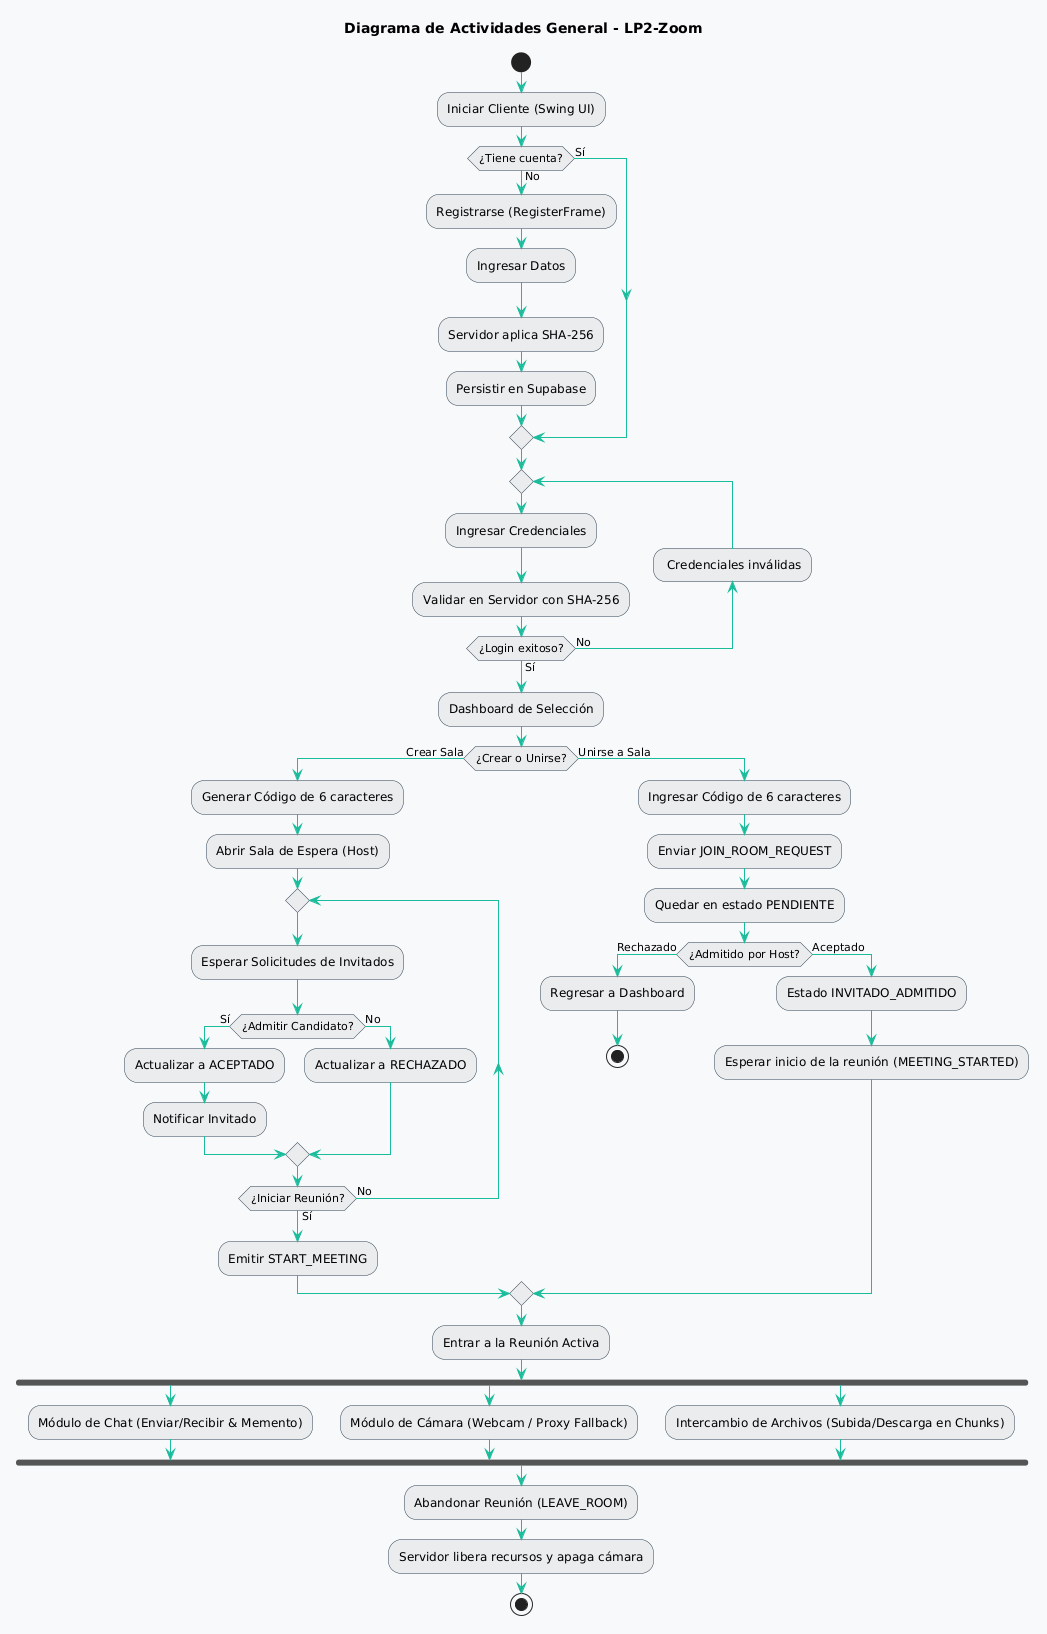 Diagrama de Actividades General - LP2-Zoom
Iniciar Cliente (Swing UI)
¿Tiene cuenta?
Sí
No
Registrarse (RegisterFrame)
Ingresar Datos
Servidor aplica SHA-256
Persistir en Supabase
Ingresar Credenciales
Credenciales inválidas
Validar en Servidor con SHA-256
¿Login exitoso?
No
Sí
Dashboard de Selección
Crear Sala
¿Crear o Unirse?
Unirse a Sala
Generar Código de 6 caracteres
Abrir Sala de Espera (Host)
Esperar Solicitudes de Invitados
Sí
¿Admitir Candidato?
No
Actualizar a ACEPTADO
Actualizar a RECHAZADO
Notificar Invitado
¿Iniciar Reunión?
No
Sí
Emitir START_MEETING
Ingresar Código de 6 caracteres
Enviar JOIN_ROOM_REQUEST
Quedar en estado PENDIENTE
Rechazado
¿Admitido por Host?
Aceptado
Regresar a Dashboard
Estado INVITADO_ADMITIDO
Esperar inicio de la reunión (MEETING_STARTED)
Entrar a la Reunión Activa
Módulo de Chat (Enviar/Recibir & Memento)
Módulo de Cámara (Webcam / Proxy Fallback)
Intercambio de Archivos (Subida/Descarga en Chunks)
Abandonar Reunión (LEAVE_ROOM)
Servidor libera recursos y apaga cámara